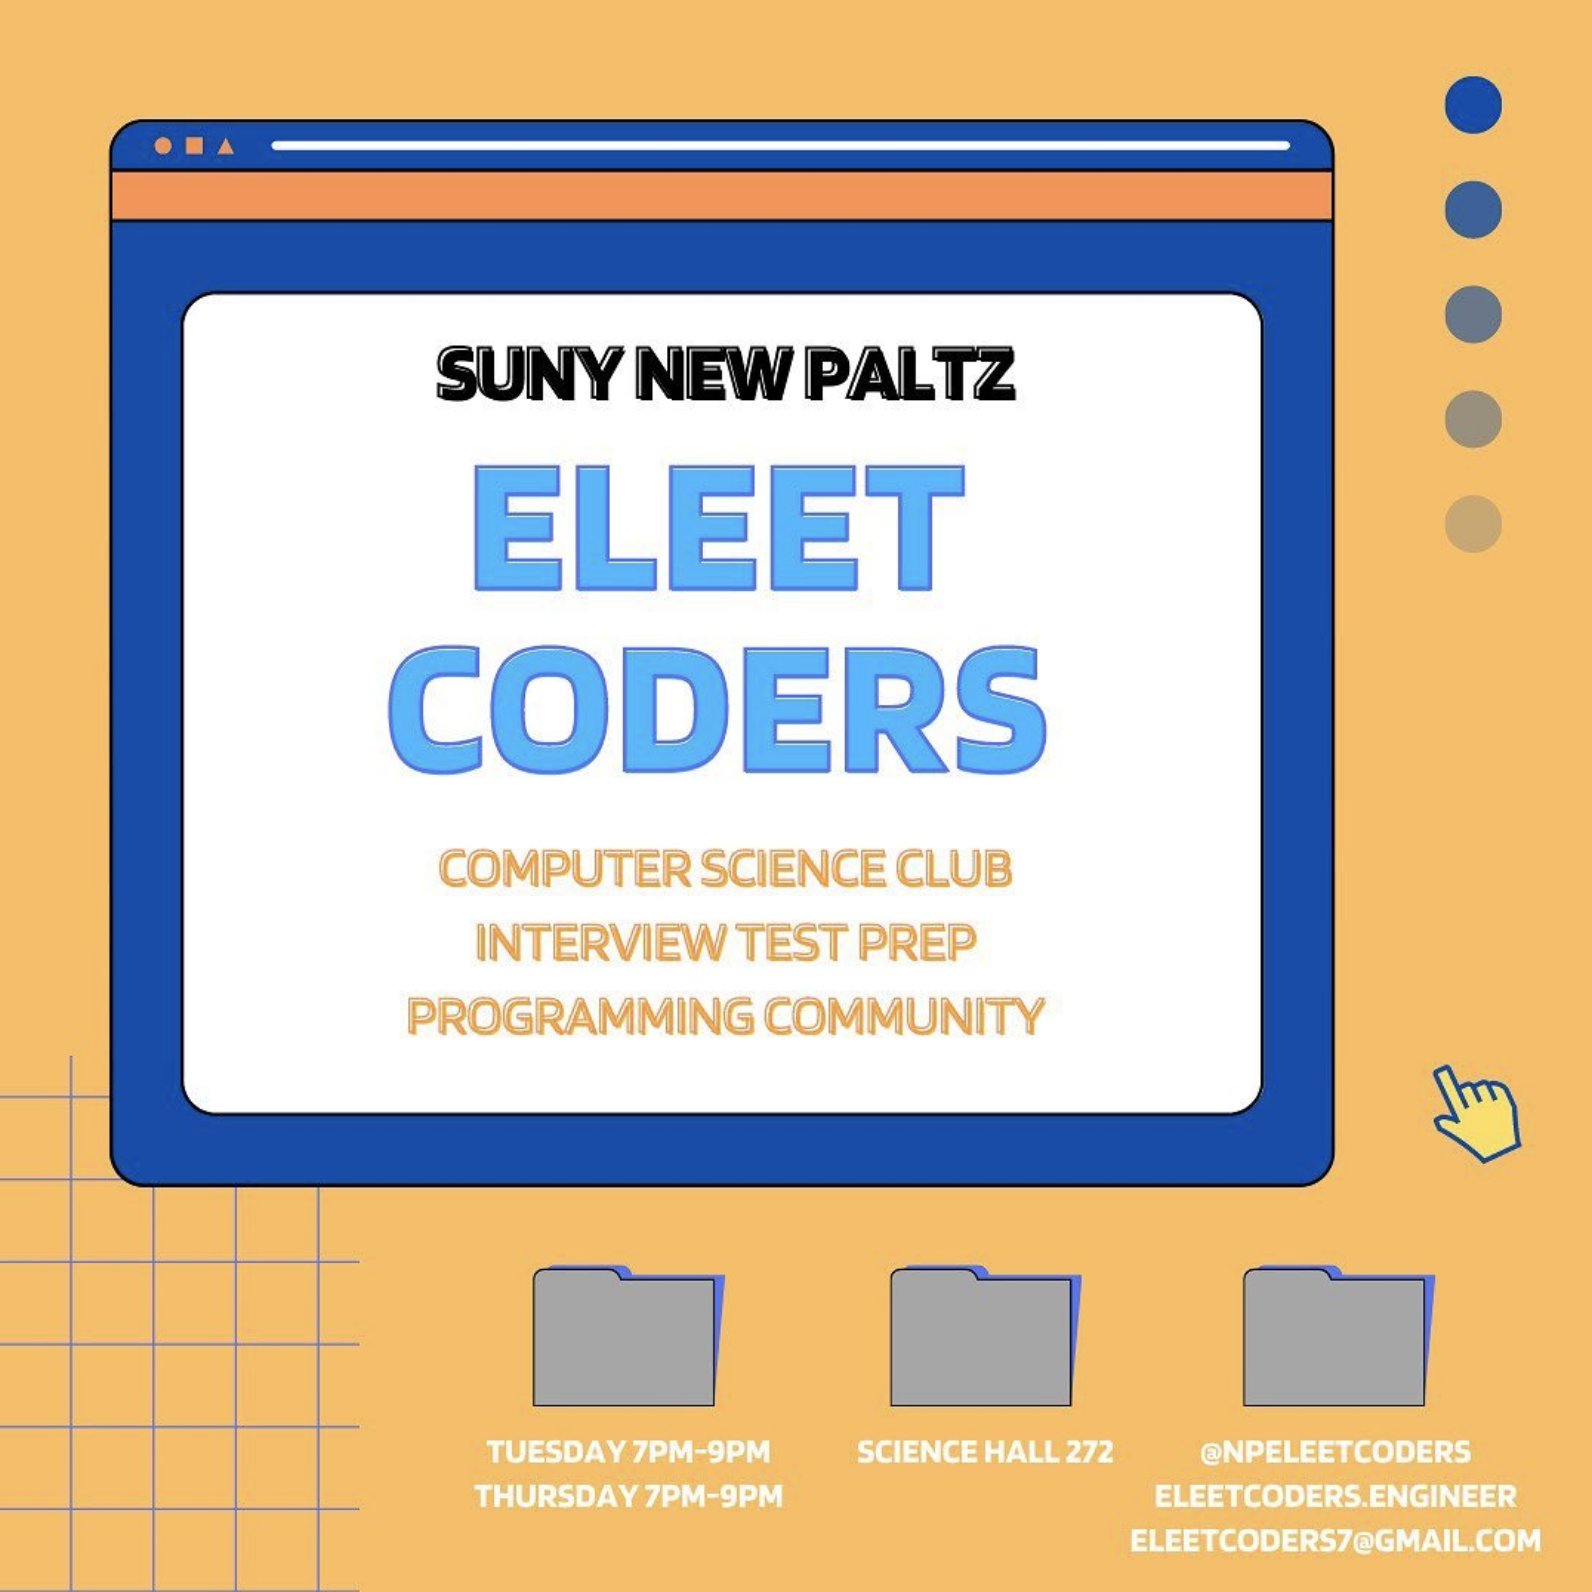 SUNY NEW PALTZ
ELEET
CODERS
COMPUTER SCIENCE CLUB
INTERVIEW TEST PREP
PROGRAMMING COMMUNITY
TUESDAY 7PM-9PM
THURSDAY 7PM-9PM
SCIENCE HALL 272
@NPELEETCODERS
ELEETCODERS.ENGINEER
ELEETCODERS7@GMAIL.COM